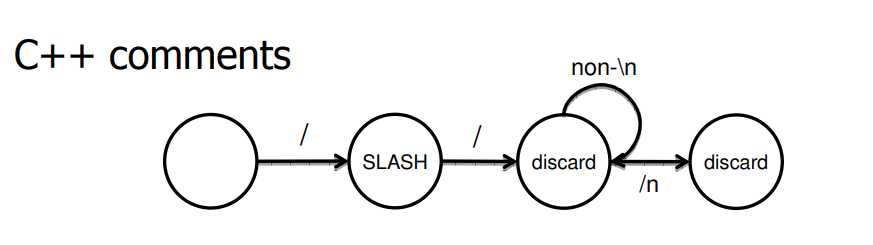 C++ comments
non-\n
/
/
SLASH
discard
discard
/n